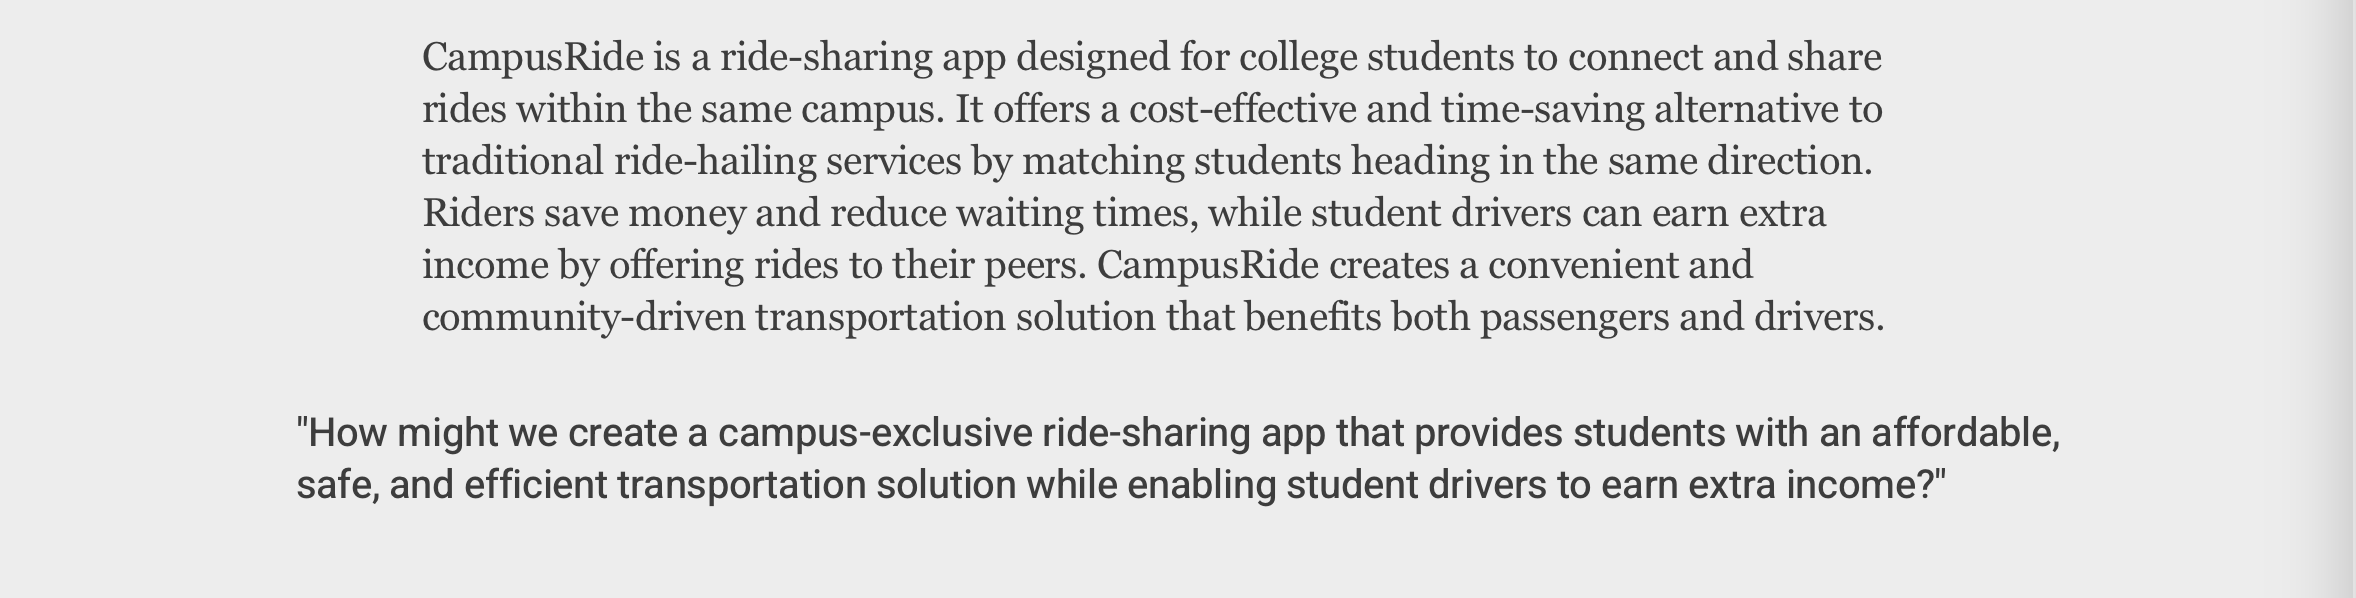 CampusRide is a ride-sharing app designed for college students to connect and share
rides within the same campus. It offers a cost-effective and time-saving alternative to
traditional ride-hailing services by matching students heading in the same direction.
Riders save money and reduce waiting times, while student drivers can earn extra
income by offering rides to their peers. CampusRide creates a convenient and
community-driven transportation solution that benefits both passengers and drivers.
"How might we create a campus-exclusive ride-sharing app that provides students with an affordable,
safe, and efficient transportation solution while enabling student drivers to earn extra income?"